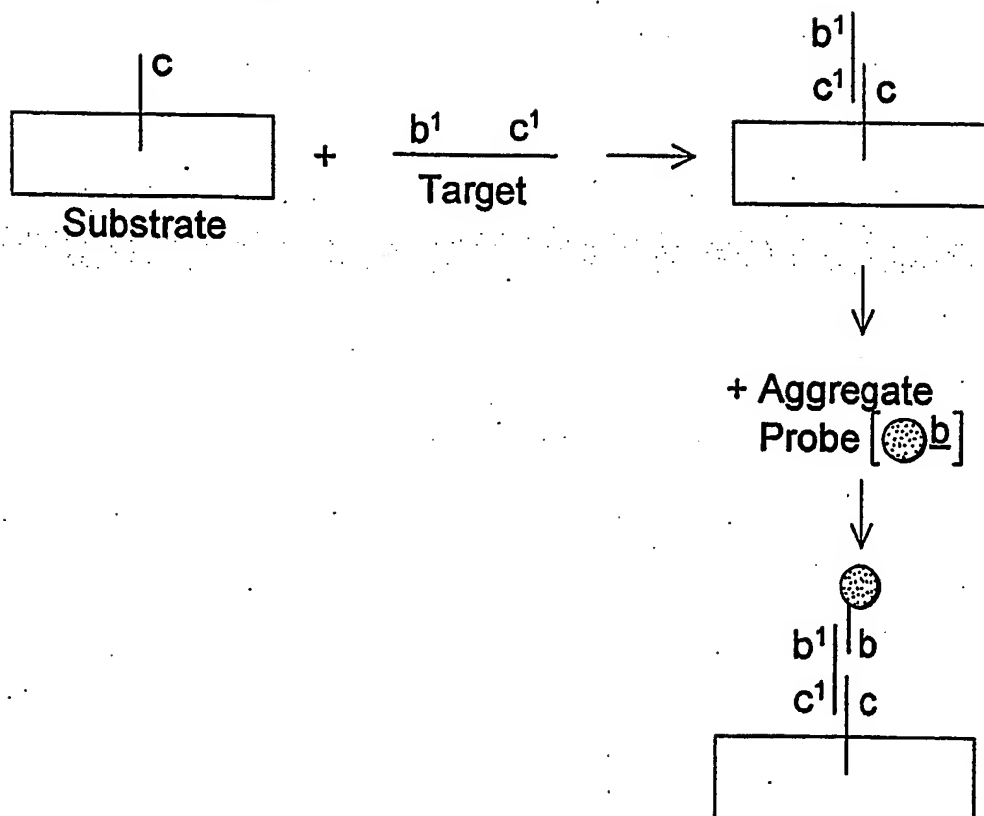 c
b¹
c¹ c
+ b¹ c¹
Target
Substrate
+ Aggregate
Probe [ b]
b¹ b
c¹ c